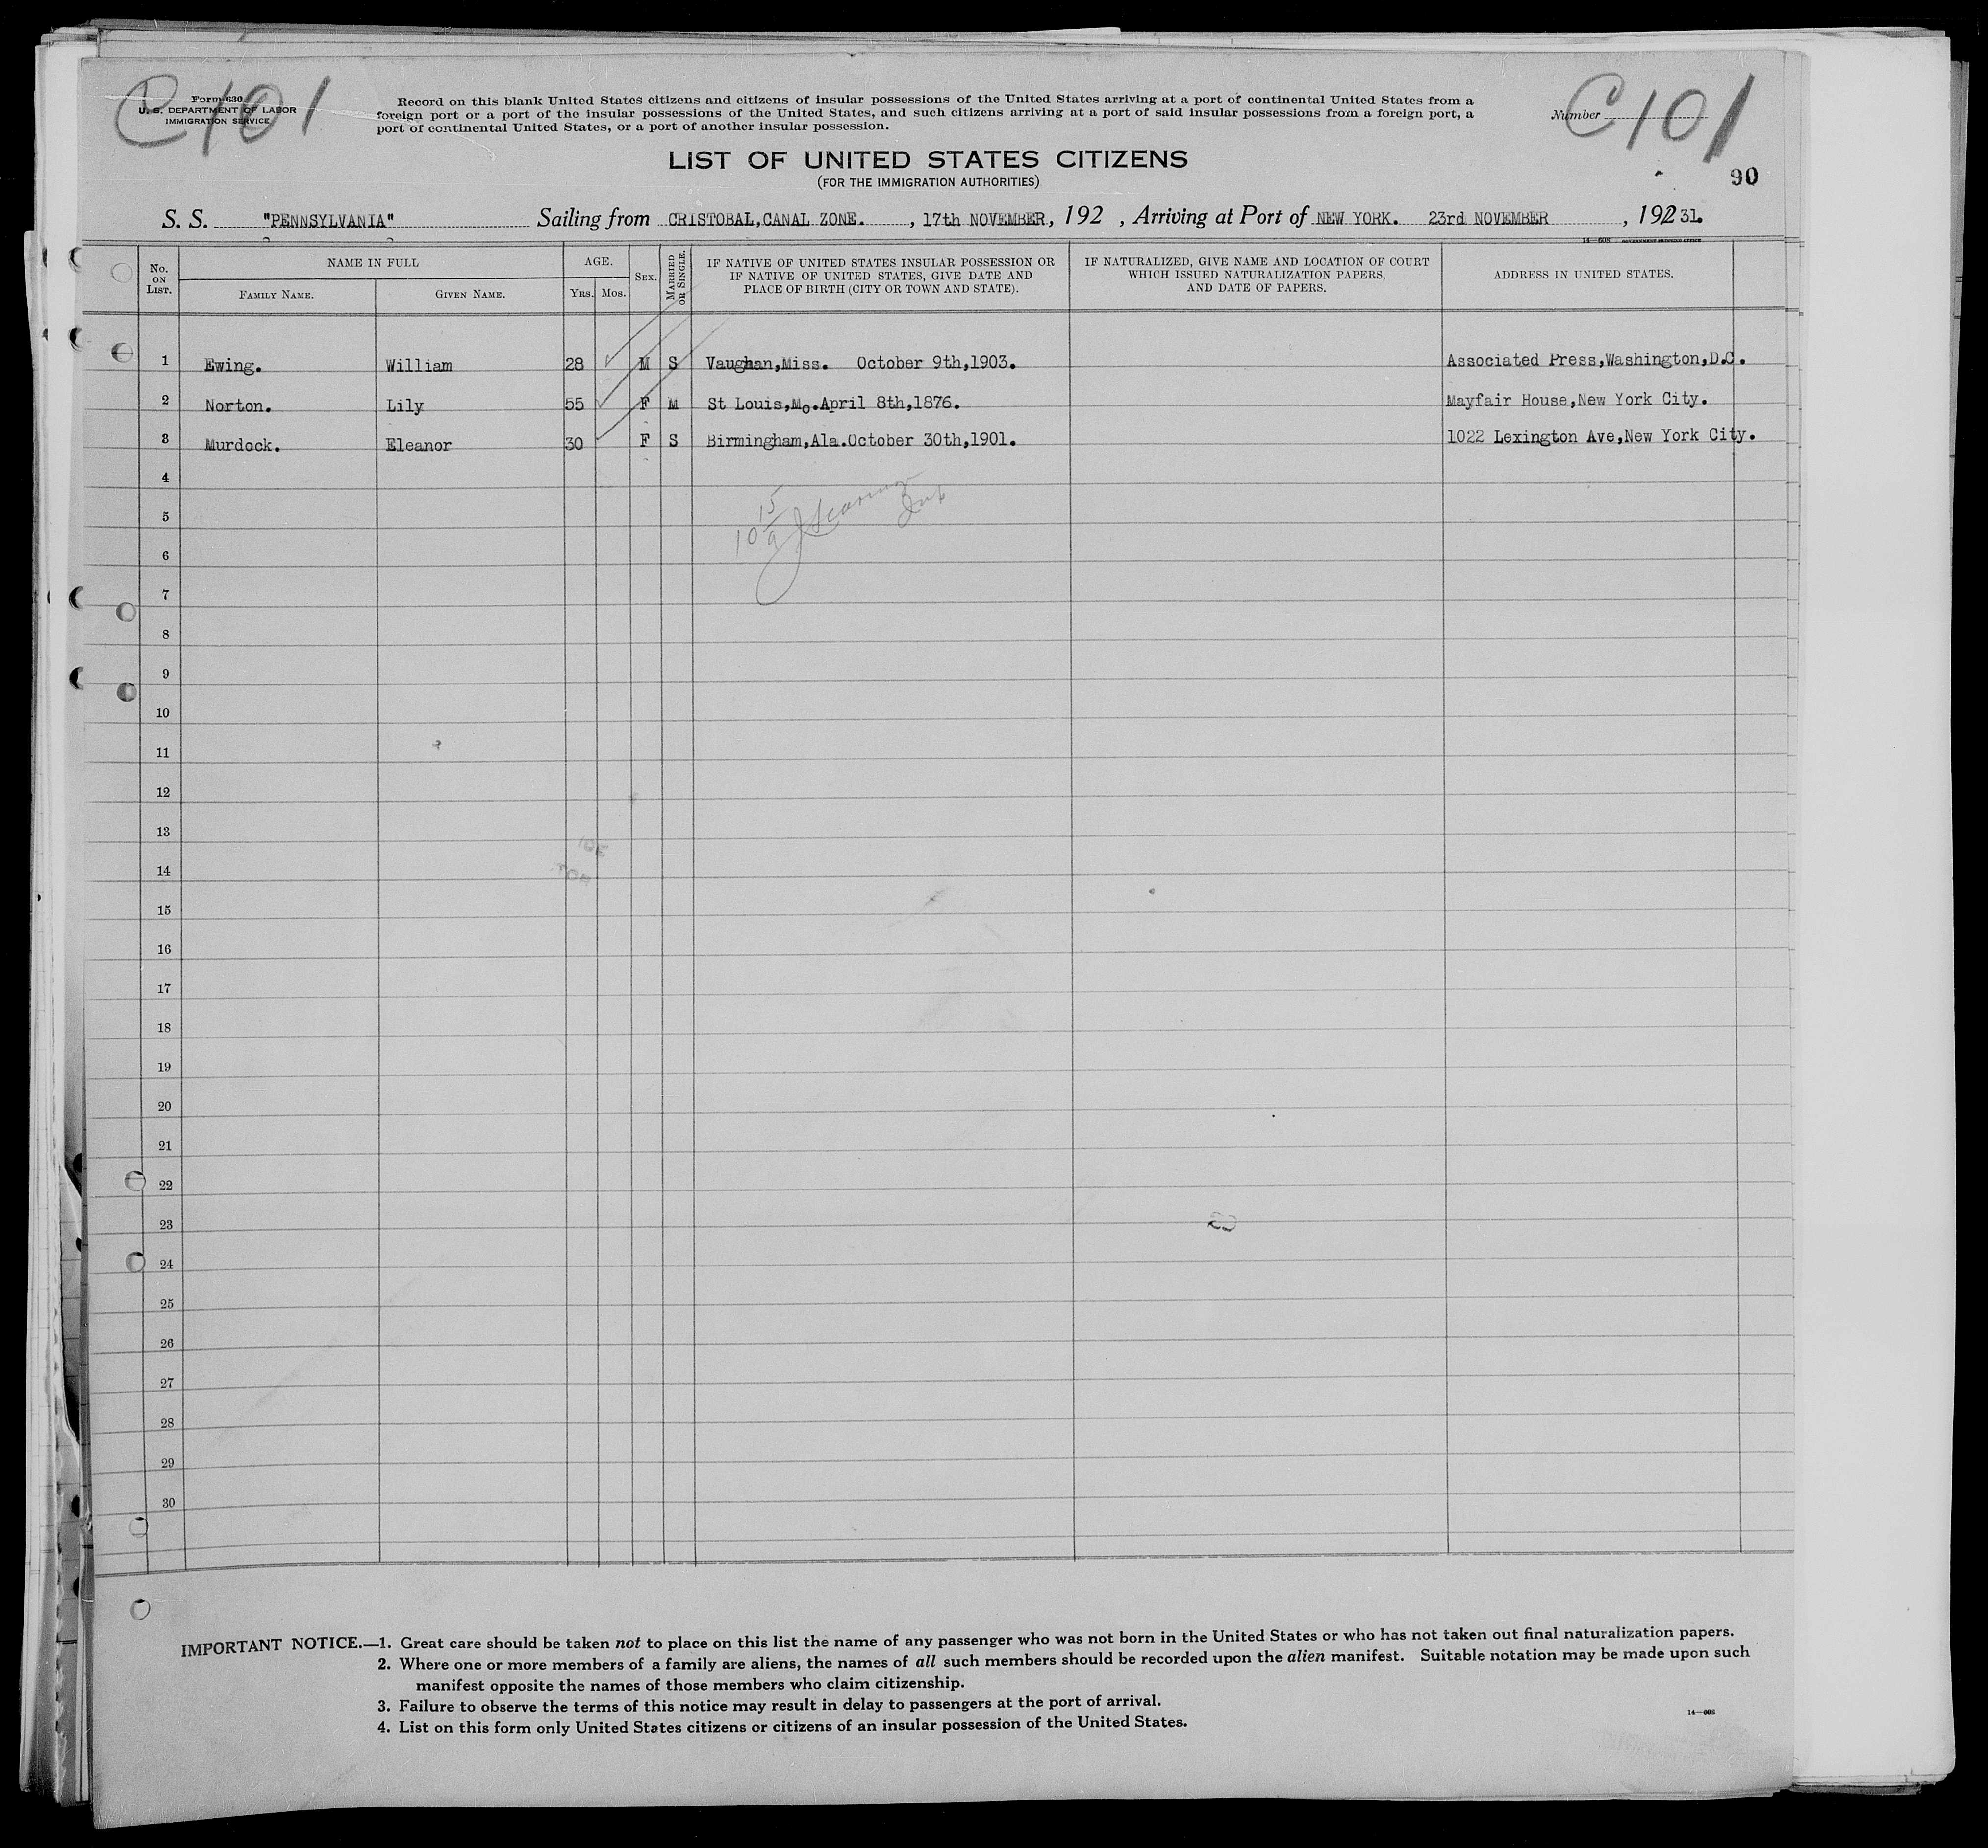 C101
Form 630
U. S. DEPARTMENT OF LABOR
IMMIGRATION SERVICE
Record on this blank United States citizens and citizens of insular possessions of the United States arriving at a port of continental United States from a
foreign port or a port of the insular possessions of the United States, and such citizens arriving at a port of said insular possessions from a foreign port, a
port of continental United States, or a port of another insular possession.
Number C101
LIST OF UNITED STATES CITIZENS
(FOR THE IMMIGRATION AUTHORITIES)
90
S. S. "PENNSYLVANIA" Sailing from CRISTOBAL,CANAL ZONE. , 17th NOVEMBER, 192 , Arriving at Port of NEW YORK. 23rd NOVEMBER , 192 31.
14—608 GOVERNMENT PRINTING OFFICE
No. ON LIST. NAME IN FULL AGE. SEX. MARRIED OR SINGLE. IF NATIVE OF UNITED STATES INSULAR POSSESSION OR IF NATIVE OF UNITED STATES, GIVE DATE AND PLACE OF BIRTH (CITY OR TOWN AND STATE). IF NATURALIZED, GIVE NAME AND LOCATION OF COURT WHICH ISSUED NATURALIZATION PAPERS, AND DATE OF PAPERS. ADDRESS IN UNITED STATES.
FAMILY NAME. GIVEN NAME. YRS. MOS.
1 Ewing. William 28 M S Vaughan,Miss. October 9th,1903. Associated Press,Washington,D.C.
2 Norton. Lily 55 F M St Louis,Mo.April 8th,1876. Mayfair House,New York City.
3 Murdock. Eleanor 30 F S Birmingham,Ala.October 30th,1901. 1022 Lexington Ave,New York City.
4
5
6
7
8
9
10
11
12
13
14
15
16
17
18
19
20
21
22
23
24
25
26
27
28
29
30
IMPORTANT NOTICE.—1. Great care should be taken not to place on this list the name of any passenger who was not born in the United States or who has not taken out final naturalization papers.
2. Where one or more members of a family are aliens, the names of all such members should be recorded upon the alien manifest. Suitable notation may be made upon such
manifest opposite the names of those members who claim citizenship.
3. Failure to observe the terms of this notice may result in delay to passengers at the port of arrival.
4. List on this form only United States citizens or citizens of an insular possession of the United States.
14—608